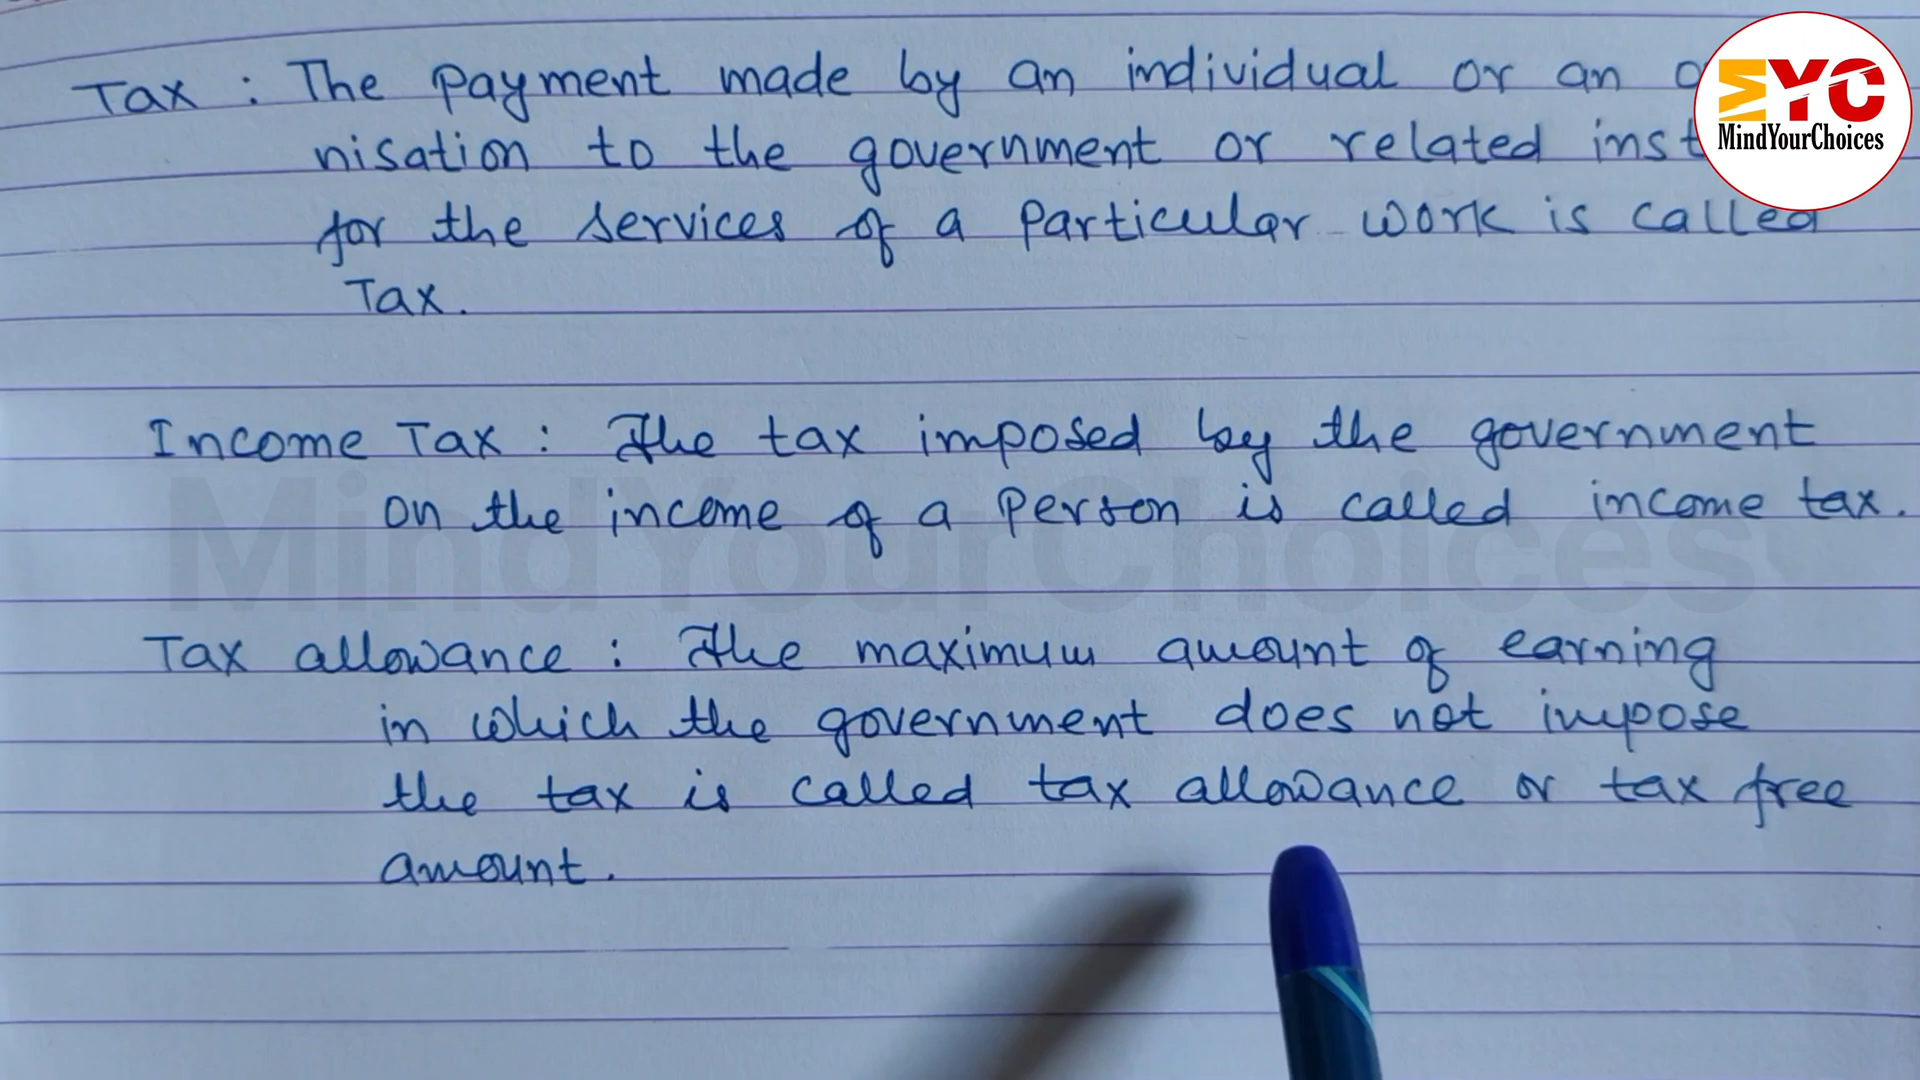 Tax : The payment made by an individual or an
nisation to the government or related inst
for the services of a particular work is called
Tax.
Income Tax : The tax imposed by the government
on the income of a person is called income tax.
Tax allowance : The maximum amount of earning
in which the government does not impose
the tax is called tax allowance or tax free
amount.
MYC
MindYourChoices
MindYourChoices